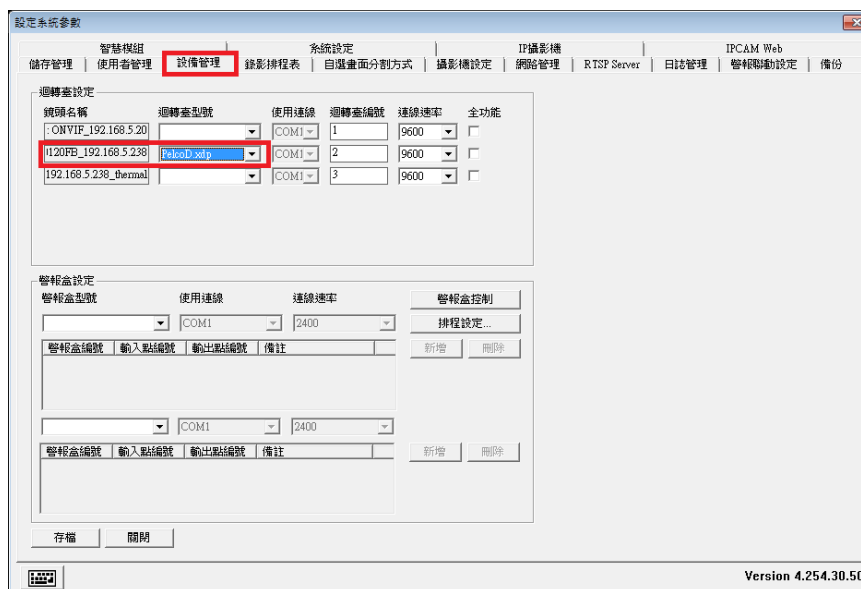 設定系統參數
智慧模組 系統設定 IP攝影機 IPCAM Web
儲存管理 使用者管理 設備管理 錄影排程表 自選畫面分割方式 攝影機設定 網路管理 RTSP Server 日誌管理 警報聯動設定 備份
迴轉臺設定
鏡頭名稱 迴轉臺型號 使用連線 迴轉臺編號 連線速率 全功能
: ONVIF_192.168.5.20 COM1 1 9600
120FB_192.168.5.238 PelcoD.xdp COM1 2 9600
192.168.5.238_thermal COM1 3 9600
警報盒設定
警報盒型號 使用連線 連線速率 警報盒控制
COM1 2400 排程設定...
警報盒編號 輸入點編號 輸出點編號 備註 新增 刪除
COM1 2400
警報盒編號 輸入點編號 輸出點編號 備註 新增 刪除
存檔 關閉
Version 4.254.30.50